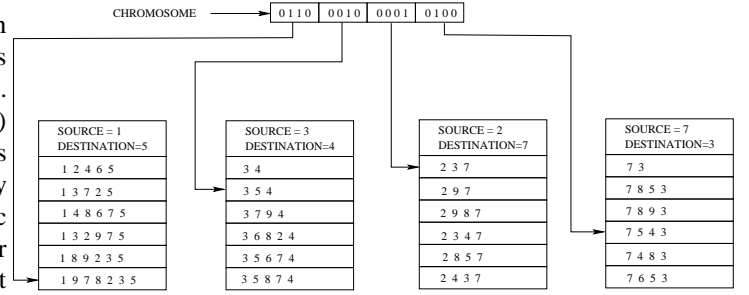 CHROMOSOME 0110 0010 0001 0100
n
s
.
)
s
y
c
r
t
SOURCE = 1
DESTINATION=5
1 2 4 6 5
1 3 7 2 5
1 4 8 6 7 5
1 3 2 9 7 5
1 8 9 2 3 5
1 9 7 8 2 3 5
SOURCE = 3
DESTINATION=4
3 4
3 5 4
3 7 9 4
3 6 8 2 4
3 5 6 7 4
3 5 8 7 4
SOURCE = 2
DESTINATION=7
2 3 7
2 9 7
2 9 8 7
2 3 4 7
2 8 5 7
2 4 3 7
SOURCE = 7
DESTINATION=3
7 3
7 8 5 3
7 8 9 3
7 5 4 3
7 4 8 3
7 6 5 3